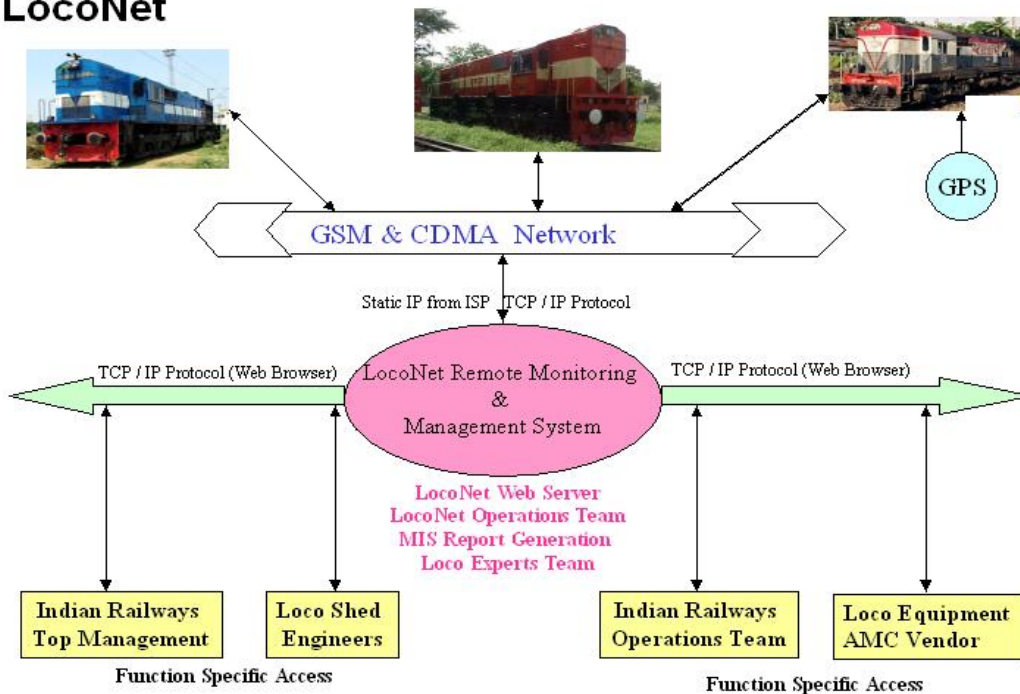 LocoNet
GPS
GSM & CDMA Network
Static IP from ISP TCP / IP Protocol
TCP / IP Protocol (Web Browser)
LocoNet Remote Monitoring
&
Management System
TCP / IP Protocol (Web Browser)
LocoNet Web Server
LocoNet Operations Team
MIS Report Generation
Loco Experts Team
Indian Railways
Top Management
Loco Shed
Engineers
Indian Railways
Operations Team
Loco Equipment
AMC Vendor
Function Specific Access
Function Specific Access